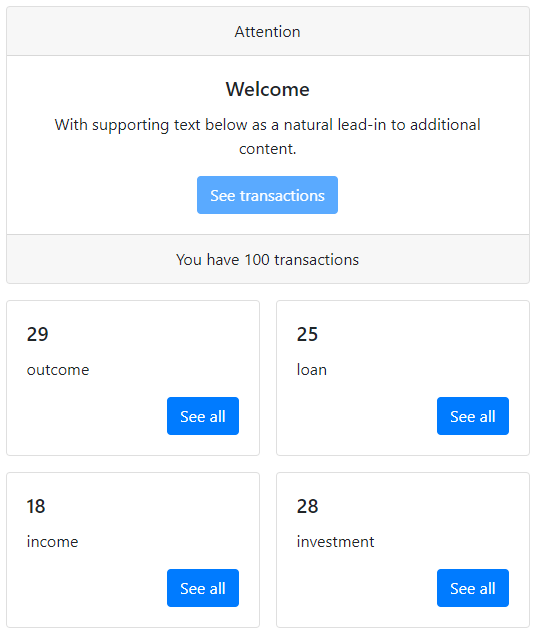 Attention
Welcome
With supporting text below as a natural lead-in to additional
content.
See transactions
You have 100 transactions
29
outcome
See all
25
loan
See all
18
income
See all
28
investment
See all